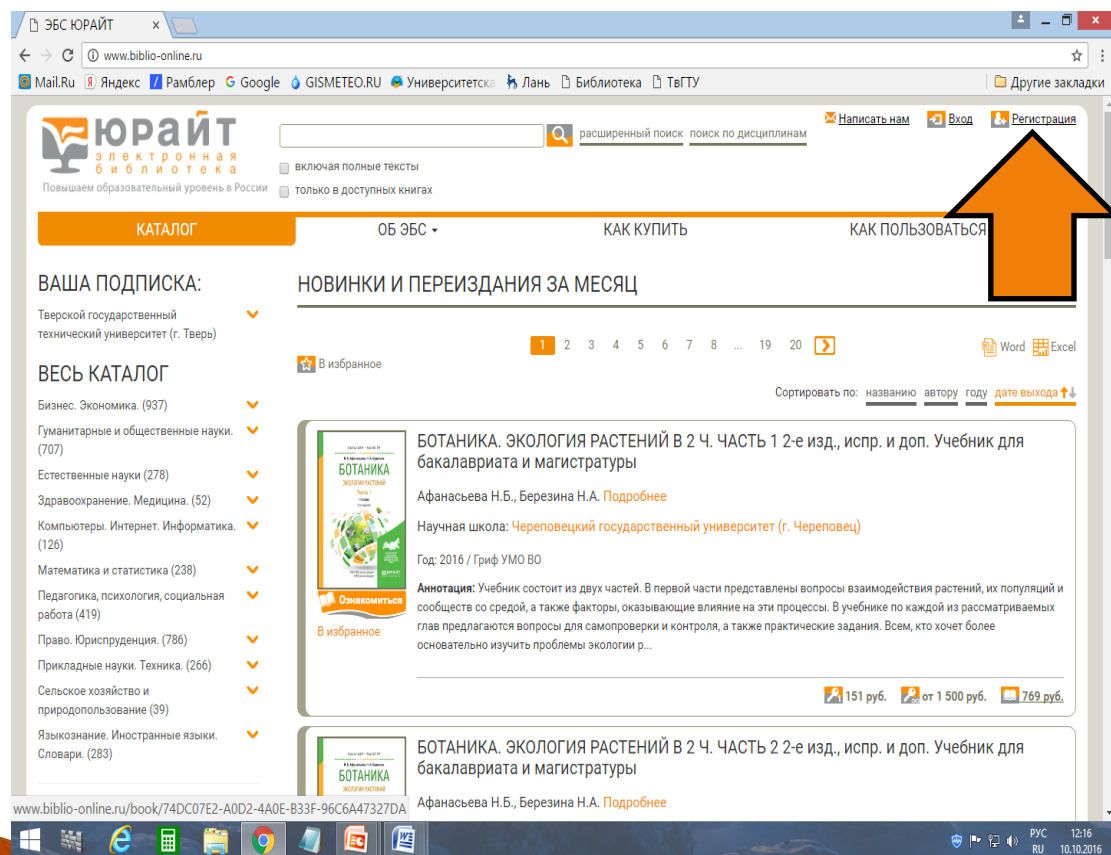 ЭБС ЮРАЙТ
www.biblio-online.ru
Mail.Ru Яндекс Рамблер Google GISMETEO.RU Университетска Лань Библиотека ТвГТУ Другие закладки
юрайт
электронная
библиотека
Повышаем образовательный уровень в России
расширенный поиск поиск по дисциплинам
Написать нам Вход Регистрация
включая полные тексты
только в доступных книгах
КАТАЛОГ ОБ ЭБС КАК КУПИТЬ КАК ПОЛЬЗОВАТЬСЯ
ВАША ПОДПИСКА:
Тверской государственный
технический университет (г. Тверь)
ВЕСЬ КАТАЛОГ
Бизнес. Экономика. (937)
Гуманитарные и общественные науки.
(707)
Естественные науки (278)
Здравоохранение. Медицина. (52)
Компьютеры. Интернет. Информатика.
(126)
Математика и статистика (238)
Педагогика, психология, социальная
работа (419)
Право. Юриспруденция. (786)
Прикладные науки. Техника. (266)
Сельское хозяйство и
природопользование (39)
Языкознание. Иностранные языки.
Словари. (283)
НОВИНКИ И ПЕРЕИЗДАНИЯ ЗА МЕСЯЦ
1 2 3 4 5 6 7 8 ... 19 20
В избранное
Word Excel
Сортировать по: названию автору году дате выхода
БОТАНИКА
ЭКОЛОГИЯ РАСТЕНИЙ
Часть 1
Ознакомиться
В избранное
БОТАНИКА. ЭКОЛОГИЯ РАСТЕНИЙ В 2 Ч. ЧАСТЬ 1 2-е изд., испр. и доп. Учебник для
бакалавриата и магистратуры
Афанасьева Н.Б., Березина Н.А. Подробнее
Научная школа: Череповецкий государственный университет (г. Череповец)
Год: 2016 / Гриф УМО ВО
Аннотация: Учебник состоит из двух частей. В первой части представлены вопросы взаимодействия растений, их популяций и
сообществ со средой, а также факторы, оказывающие влияние на эти процессы. В учебнике по каждой из рассматриваемых
глав предлагаются вопросы для самопроверки и контроля, а также практические задания. Всем, кто хочет более
основательно изучить проблемы экологии р...
151 руб. от 1 500 руб. 769 руб.
БОТАНИКА
ЭКОЛОГИЯ РАСТЕНИЙ
БОТАНИКА. ЭКОЛОГИЯ РАСТЕНИЙ В 2 Ч. ЧАСТЬ 2 2-е изд., испр. и доп. Учебник для
бакалавриата и магистратуры
Афанасьева Н.Б., Березина Н.А. Подробнее
www.biblio-online.ru/book/74DC07E2-A0D2-4A0E-B33F-96C6A47327DA
РУС 12:16
RU 10.10.2016